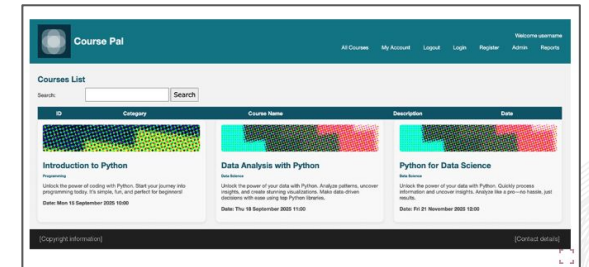 Course Pal
Welcome username
All Courses My Account Logout Login Register Admin Reports
Courses List
Search: Search
ID Category Course Name Description Date
Introduction to Python
Programming
Unlock the power of coding with Python. Start your journey into
programming today. It's simple, fun, and perfect for beginners!
Date: Mon 15 September 2025 10:00
Data Analysis with Python
Data Science
Unlock the power of your data with Python. Analyze patterns, uncover
insights, and create stunning visualizations. Make data-driven
decisions with ease using top Python libraries.
Date: Thu 18 September 2025 11:00
Python for Data Science
Data Science
Unlock the power of your data with Python. Quickly process
information and uncover insights. Analyze like a pro—no hassle, just
results.
Date: Fri 21 November 2025 12:00
[Copyright information] [Contact details]